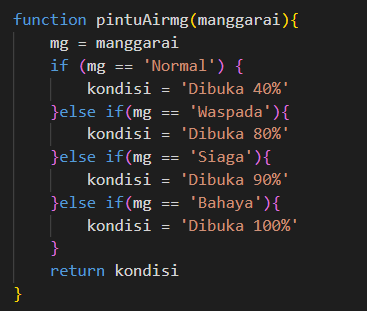 function pintuAirmg(manggarai){
    mg = manggarai
    if (mg == 'Normal') {
        kondisi = 'Dibuka 40%'
    }else if(mg == 'Waspada'){
        kondisi = 'Dibuka 80%'
    }else if(mg == 'Siaga'){
        kondisi = 'Dibuka 90%'
    }else if(mg == 'Bahaya'){
        kondisi = 'Dibuka 100%'
    }
    return kondisi
}